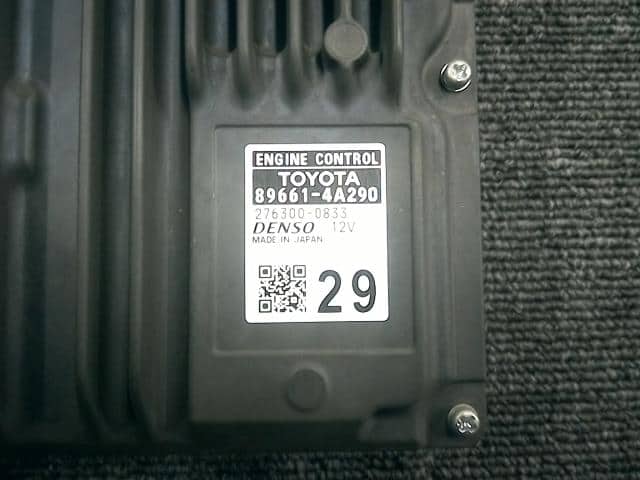 ENGINE CONTROL
TOYOTA
89661-4A290
276300-0833
DENSO 12V
MADE IN JAPAN
29